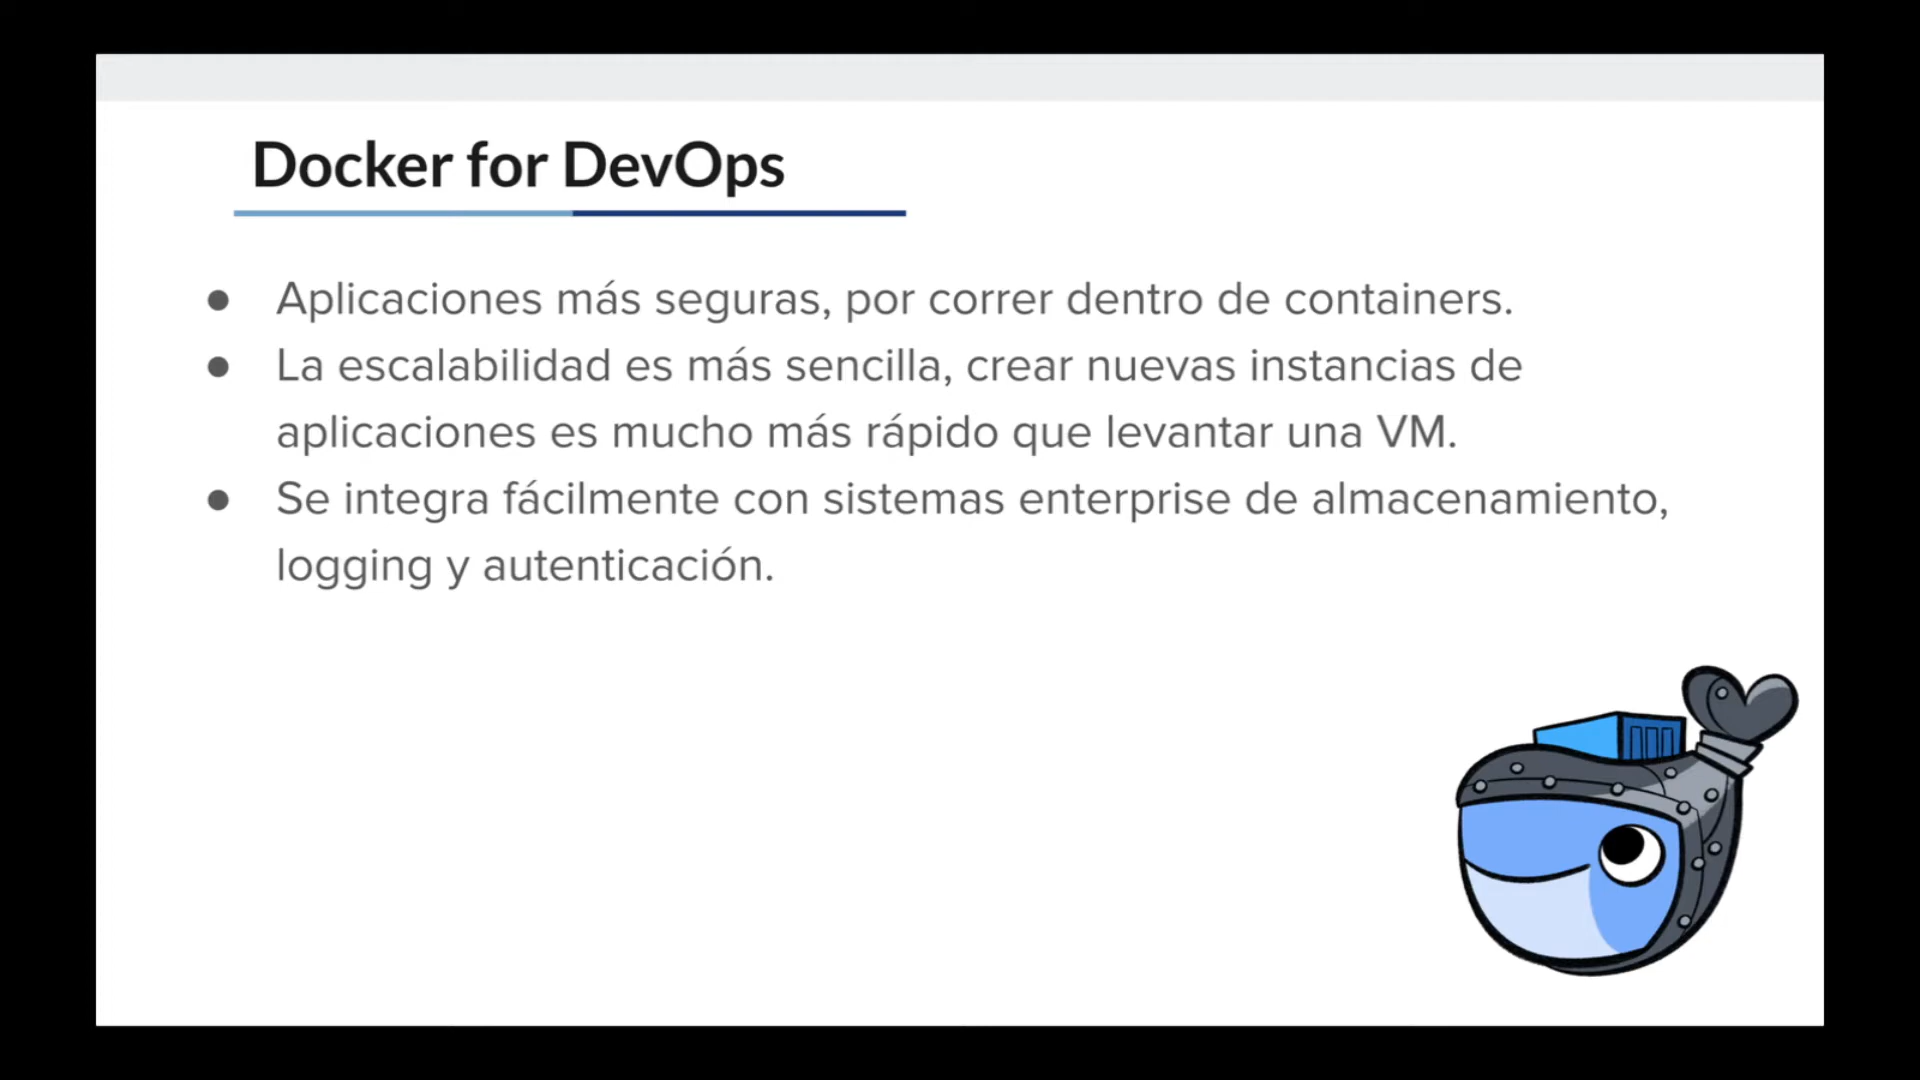 Docker for DevOps
● Aplicaciones más seguras, por correr dentro de containers.
● La escalabilidad es más sencilla, crear nuevas instancias de
aplicaciones es mucho más rápido que levantar una VM.
● Se integra fácilmente con sistemas enterprise de almacenamiento,
logging y autenticación.